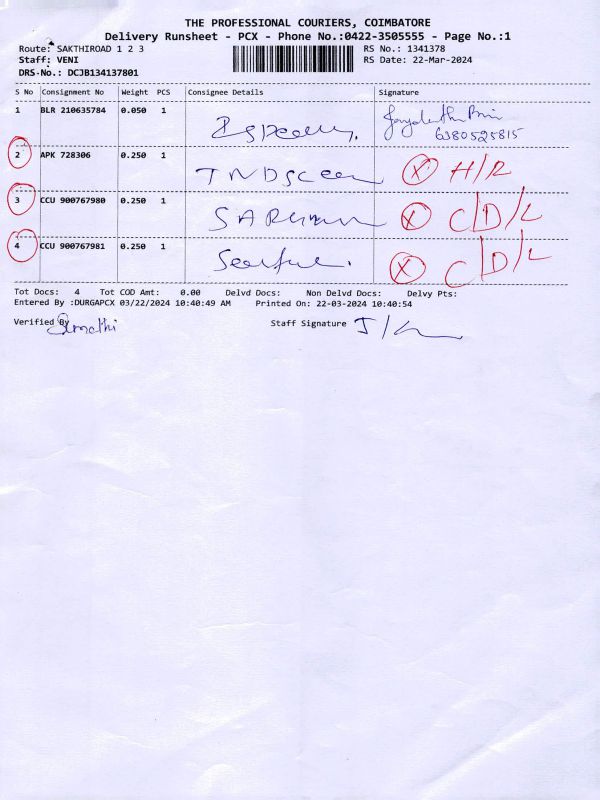 THE PROFESSIONAL COURIERS, COIMBATORE
Delivery Runsheet - PCX - Phone No.:0422-3505555 - Page No.:1
Route: SAKTHIROAD 1 2 3 RS No.: 1341378
Staff: VENI RS Date: 22-Mar-2024
DRS-No.: DCJB134137801
S No Consignment No Weight PCS Consignee Details Signature
1 BLR 210635784 0.050 1
6380525815
2 APK 728306 0.250 1 H/R
3 CCU 900767980 0.250 1 C/D/L
4 CCU 900767981 0.250 1 C/D/L
Tot Docs: 4 Tot COD Amt: 0.00 Delvd Docs: Non Delvd Docs: Delvy Pts:
Entered By :DURGAPCX 03/22/2024 10:40:49 AM Printed On: 22-03-2024 10:40:54
Verified By Staff Signature